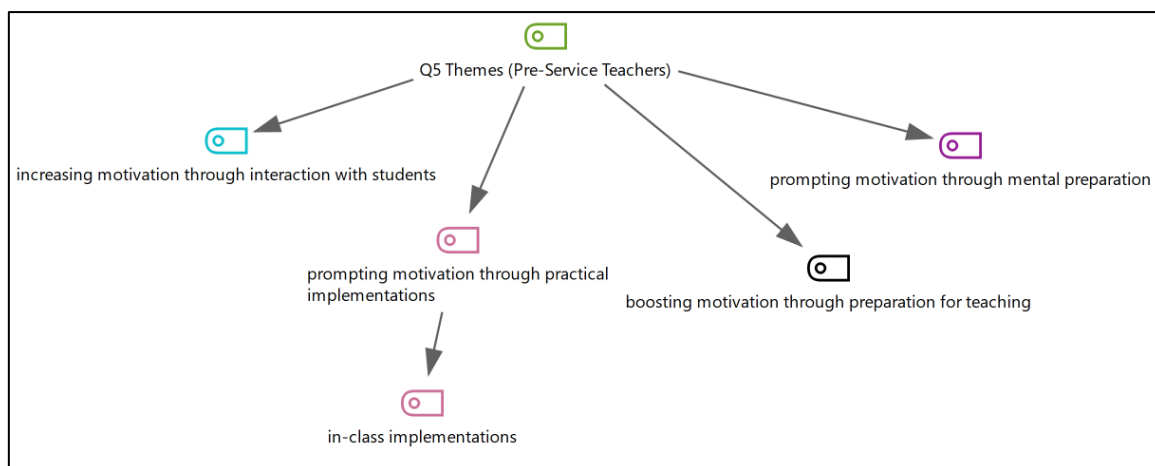 Q5 Themes (Pre-Service Teachers)
increasing motivation through interaction with students
prompting motivation through mental preparation
prompting motivation through practical
implementations
boosting motivation through preparation for teaching
in-class implementations